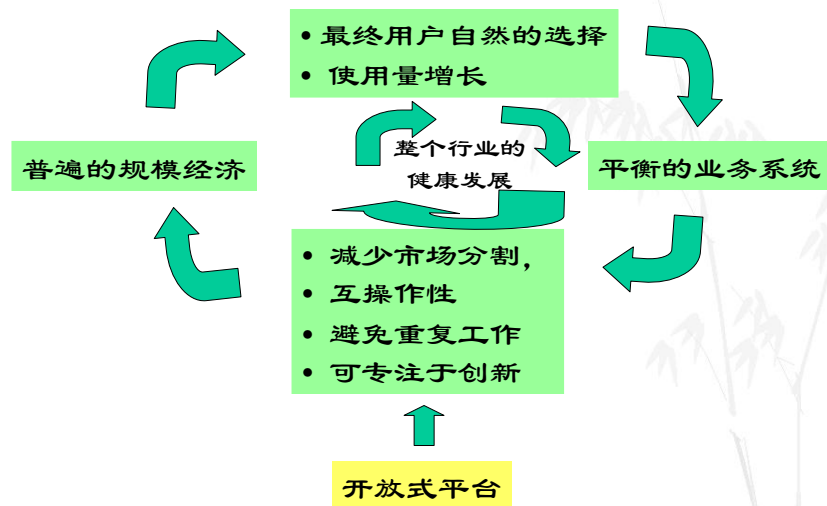 • 最终用户自然的选择
• 使用量增长
整个行业的
健康发展
普遍的规模经济
平衡的业务系统
• 减少市场分割，
• 互操作性
• 避免重复工作
• 可专注于创新
开放式平台